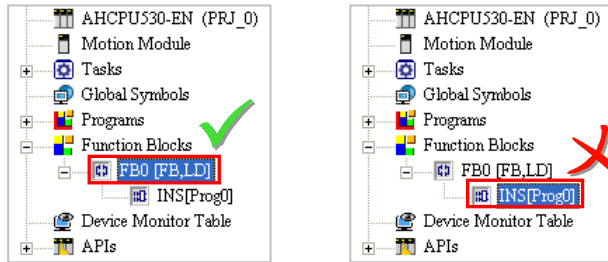 AHCPU530-EN (PRJ_0)
Motion Module
Tasks
Global Symbols
Programs
Function Blocks
FB0 [FB,LD]
INS[Prog0]
Device Monitor Table
APIs
AHCPU530-EN (PRJ_0)
Motion Module
Tasks
Global Symbols
Programs
Function Blocks
FB0 [FB,LD]
INS[Prog0]
Device Monitor Table
APIs